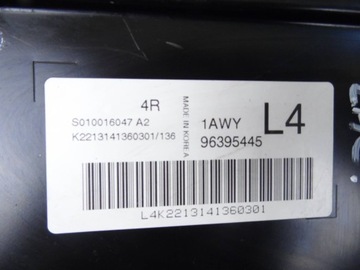 4R
S010016047 A2
K2213141360301/136
MADE IN KOREA
1AWY
L4
96395445
L4K2213141360301